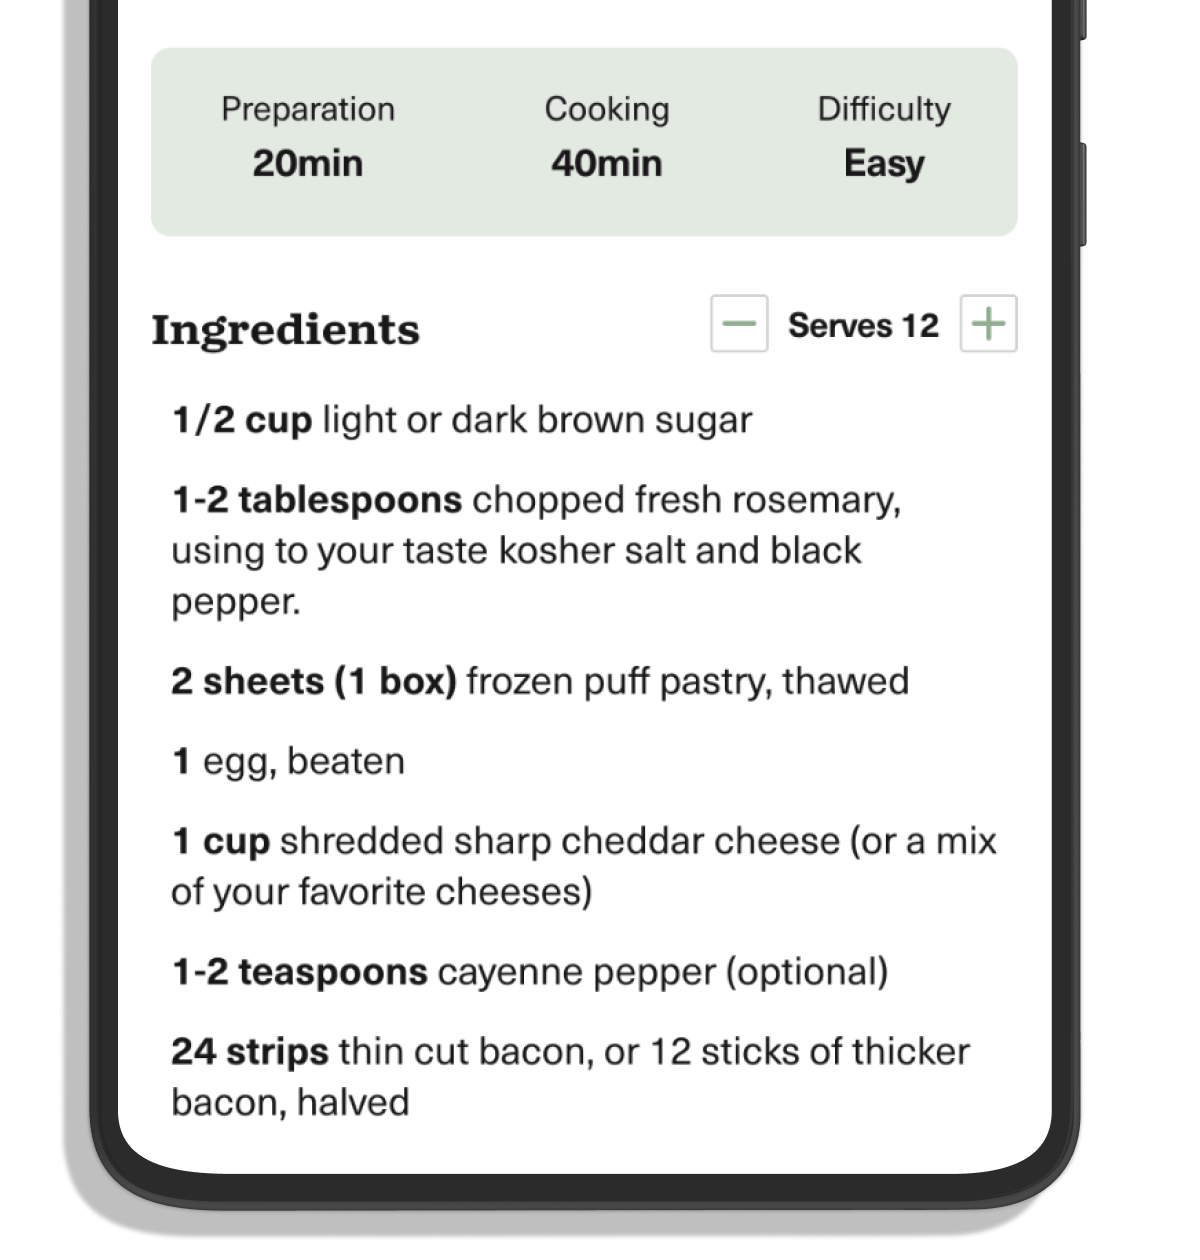 Preparation Cooking Difficulty
20min 40min Easy
Ingredients
Serves 12
1/2 cup light or dark brown sugar
1-2 tablespoons chopped fresh rosemary,
using to your taste kosher salt and black
pepper.
2 sheets (1 box) frozen puff pastry, thawed
1 egg, beaten
1 cup shredded sharp cheddar cheese (or a mix
of your favorite cheeses)
1-2 teaspoons cayenne pepper (optional)
24 strips thin cut bacon, or 12 sticks of thicker
bacon, halved